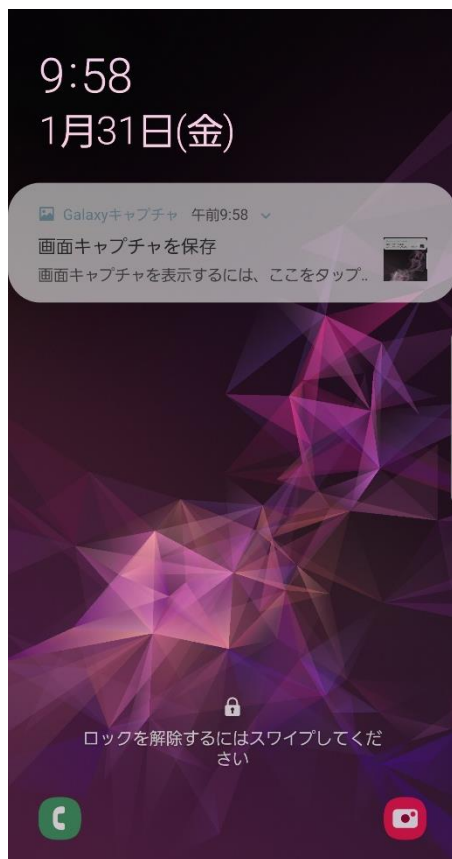 9:58
1月31日(金)
Galaxyキャプチャ 午前9:58
画面キャプチャを保存
画面キャプチャを表示するには、ここをタップ..
ロックを解除するにはスワイプしてくだ
さい